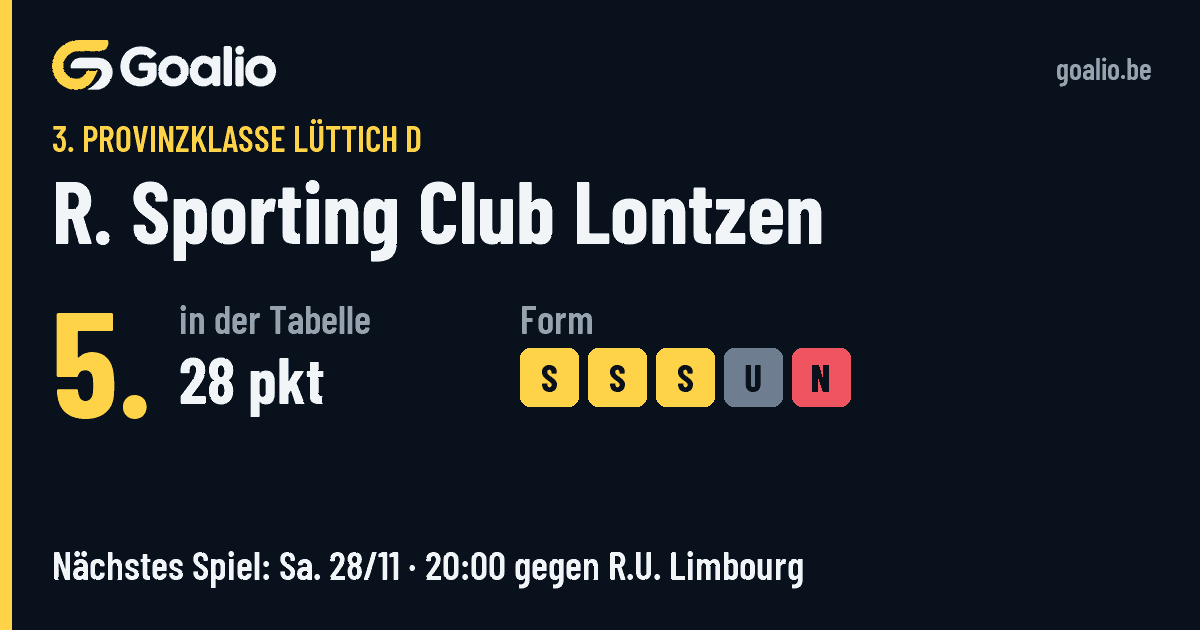 Goalio
goalio.be
3. PROVINZKLASSE LÜTTICH D
R. Sporting Club Lontzen
5.
in der Tabelle
28 pkt
Form
S S S U N
Nächstes Spiel: Sa. 28/11 · 20:00 gegen R.U. Limbourg